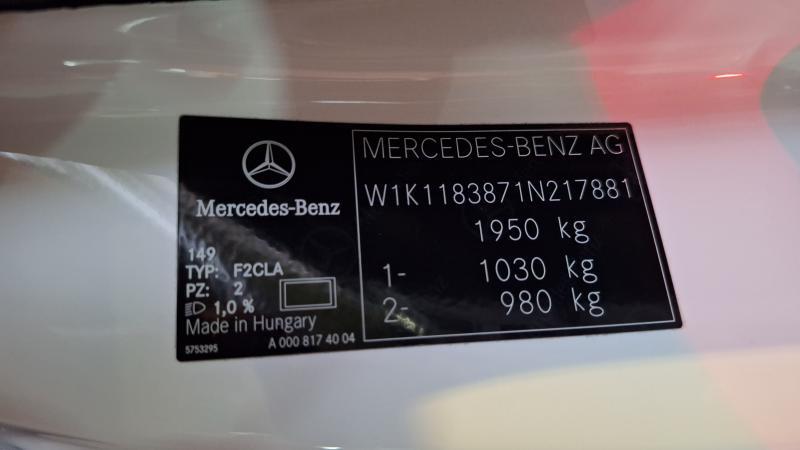 Mercedes-Benz
149
TYP: F2CLA
PZ: 2
1,0 %
Made in Hungary
5753295 A 000 817 40 04
MERCEDES-BENZ AG
W1K1183871N217881
1950 kg
1- 1030 kg
2- 980 kg